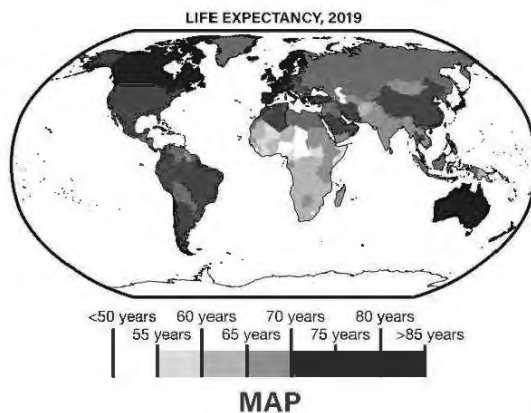 LIFE EXPECTANCY, 2019
<50 years 60 years 70 years 80 years
55 years 65 years 75 years >85 years
MAP